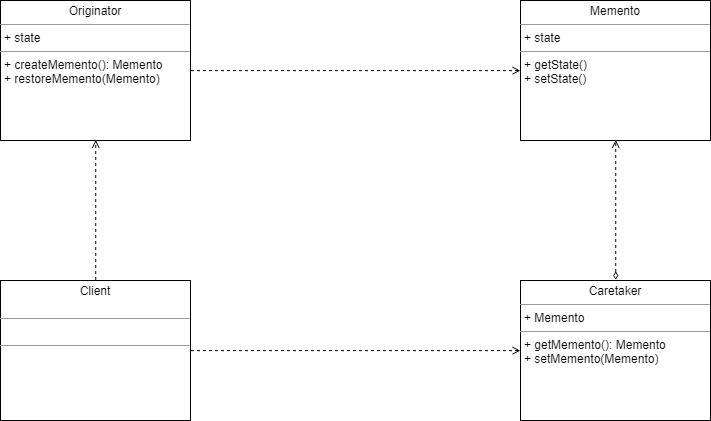 Originator
+ state
+ createMemento(): Memento
+ restoreMemento(Memento)
Memento
+ state
+ getState()
+ setState()
Client
Caretaker
+ Memento
+ getMemento(): Memento
+ setMemento(Memento)